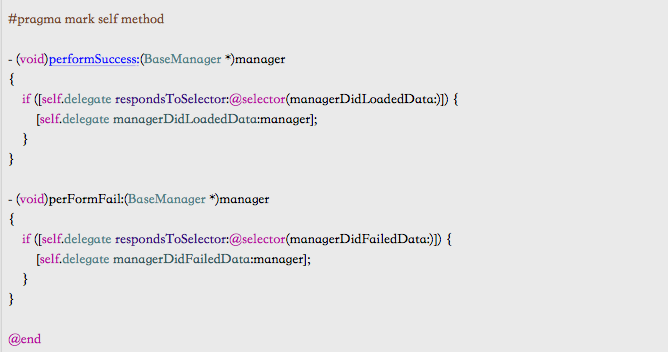 #pragma mark self method
- (void)performSuccess:(BaseManager *)manager
{
if ([self.delegate respondsToSelector:@selector(managerDidLoadedData:)]) {
[self.delegate managerDidLoadedData:manager];
}
}
- (void)perFormFail:(BaseManager *)manager
{
if ([self.delegate respondsToSelector:@selector(managerDidFailedData:)]) {
[self.delegate managerDidFailedData:manager];
}
}
@end